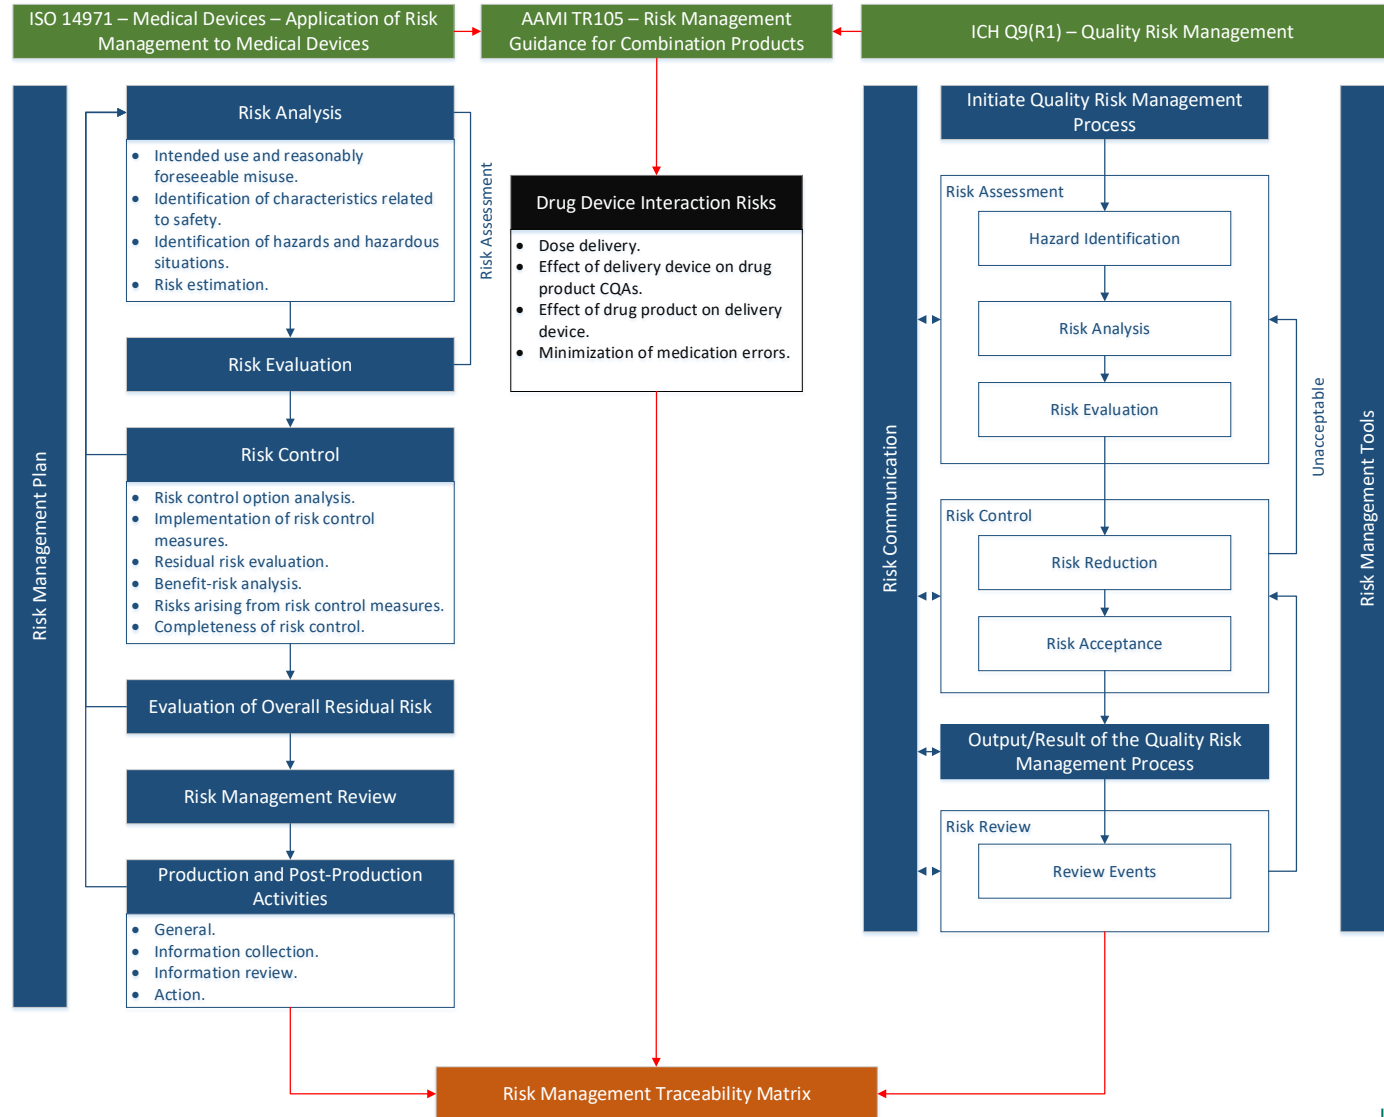 ISO 14971 – Medical Devices – Application of Risk
Management to Medical Devices
AAMI TR105 – Risk Management
Guidance for Combination Products
ICH Q9(R1) – Quality Risk Management
Risk Management Plan
Risk Analysis
• Intended use and reasonably
foreseeable misuse.
• Identification of characteristics related
to safety.
• Identification of hazards and hazardous
situations.
• Risk estimation.
Risk Assessment
Risk Evaluation
Risk Control
• Risk control option analysis.
• Implementation of risk control
measures.
• Residual risk evaluation.
• Benefit-risk analysis.
• Risks arising from risk control measures.
• Completeness of risk control.
Evaluation of Overall Residual Risk
Risk Management Review
Production and Post-Production
Activities
• General.
• Information collection.
• Information review.
• Action.
Drug Device Interaction Risks
• Dose delivery.
• Effect of delivery device on drug
product CQAs.
• Effect of drug product on delivery
device.
• Minimization of medication errors.
Risk Communication
Initiate Quality Risk Management
Process
Risk Assessment
Hazard Identification
Risk Analysis
Risk Evaluation
Unacceptable
Risk Control
Risk Reduction
Risk Acceptance
Output/Result of the Quality Risk
Management Process
Risk Review
Review Events
Risk Management Tools
Risk Management Traceability Matrix